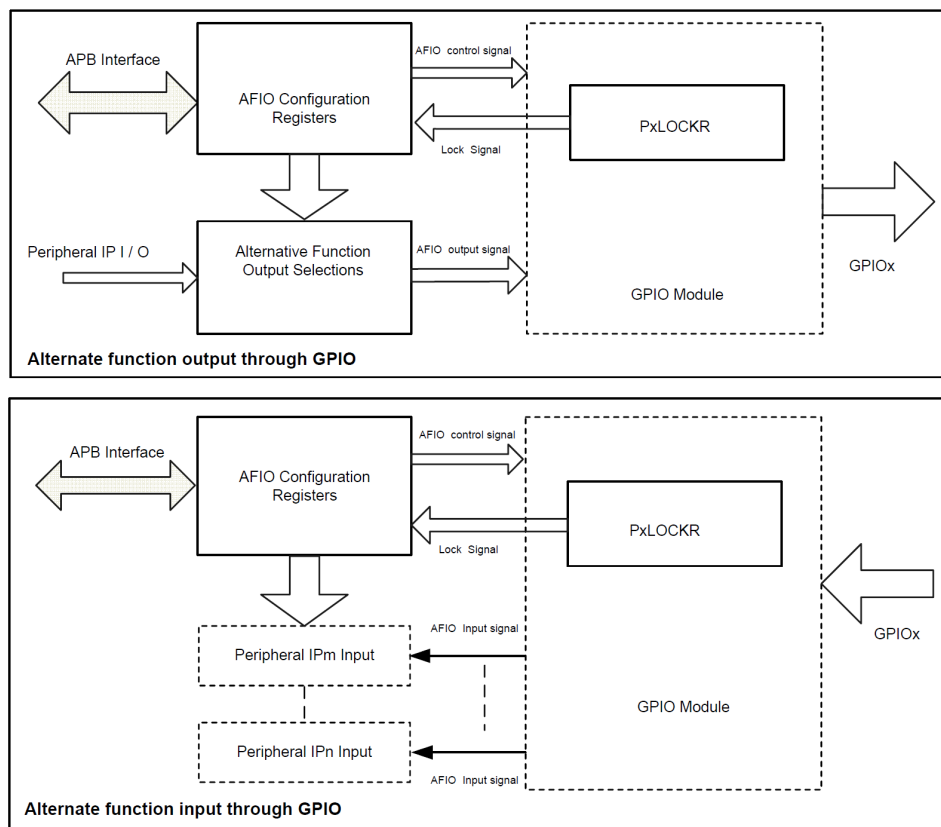 AFIO control signal
APB Interface
AFIO Configuration
Registers
PxLOCKR
Lock Signal
Peripheral IP I / O
Alternative Function
Output Selections
AFIO output signal
GPIOx
GPIO Module
Alternate function output through GPIO
AFIO control signal
APB Interface
AFIO Configuration
Registers
PxLOCKR
Lock Signal
AFIO Input signal
GPIOx
Peripheral IPm Input
GPIO Module
Peripheral IPn Input
AFIO Input signal
Alternate function input through GPIO